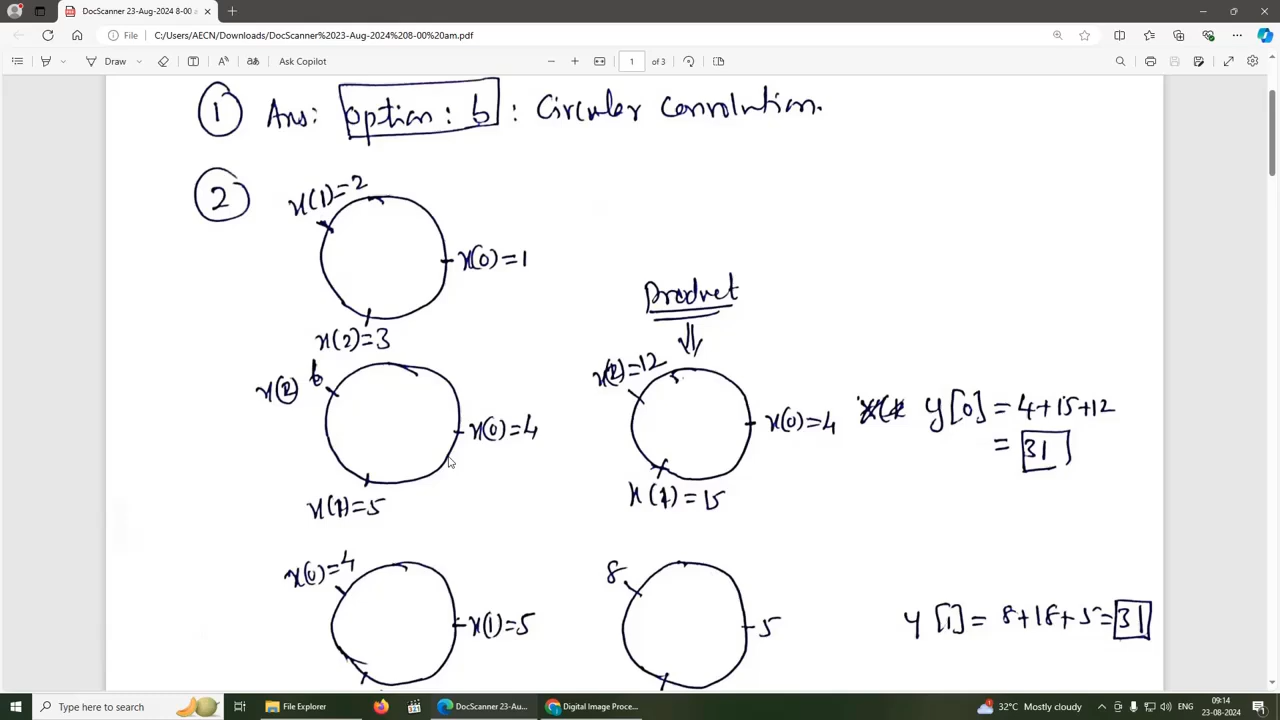 DocScanner 23-Aug-2024 8-00 a
File
C:/Users/AECN/Downloads/DocScanner%2023-Aug-2024%208-00%20am.pdf
Draw
Ask Copilot
1 of 3
① Ans: option: b : Circular convolution.
②
x(1)=2
x(0)=1
x(2)=3
Product
x(2) 6
x(0)=4
x(1)=5
x(2)=12
x(0)=4
x(1)=15
y[0] = 4+15+12
= 31
x(0)=4
x(1)=5
8
5
y[1] = 8+18+5=31
Type here to search
File Explorer
DocScanner 23-Au...
Digital Image Proce...
32°C Mostly cloudy
ENG
09:14
23-08-2024